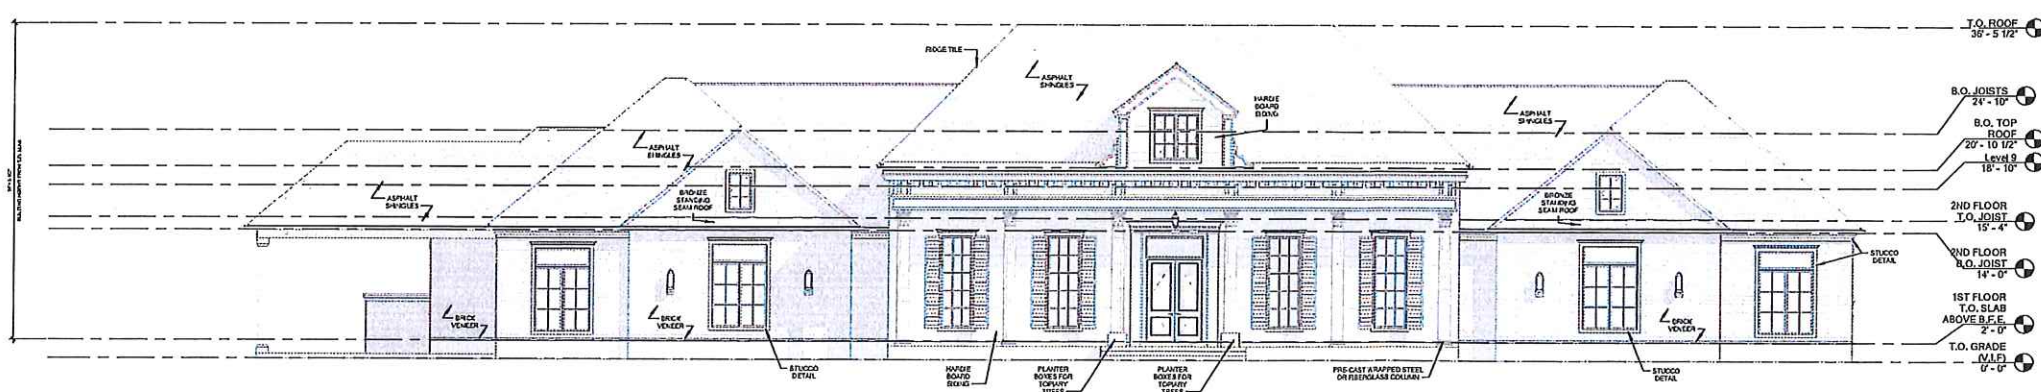 T.O. ROOF
36' - 5 1/2"
RIDGE TILE
ASPHALT
SHINGLES
HARDIE
BOARD
SIDING
B.O. JOISTS
24' - 10"
ASPHALT
SHINGLES
B.O. TOP
ROOF
20' - 10 1/2"
Level 9
18' - 10"
ASPHALT
SHINGLES
BRONZE
STANDING
SEAM ROOF
ASPHALT
SHINGLES
BRONZE
STANDING
SEAM ROOF
2ND FLOOR
T.O. JOIST
15' - 4"
2ND FLOOR
B.O. JOIST
14' - 0"
STUCCO
DETAIL
1ST FLOOR
T.O. SLAB
ABOVE B.F.E.
2' - 0"
BRICK
VENEER
BRICK
VENEER
BRICK
VENEER
T.O. GRADE
(V.I.F)
0' - 0"
STUCCO
DETAIL
HARDIE
BOARD
SIDING
PLANTER
BOXES FOR
TOPIARY
TREES
PLANTER
BOXES FOR
TOPIARY
TREES
PRE-CAST WRAPPED STEEL
OR FIBERGLASS COLUMN
STUCCO
DETAIL